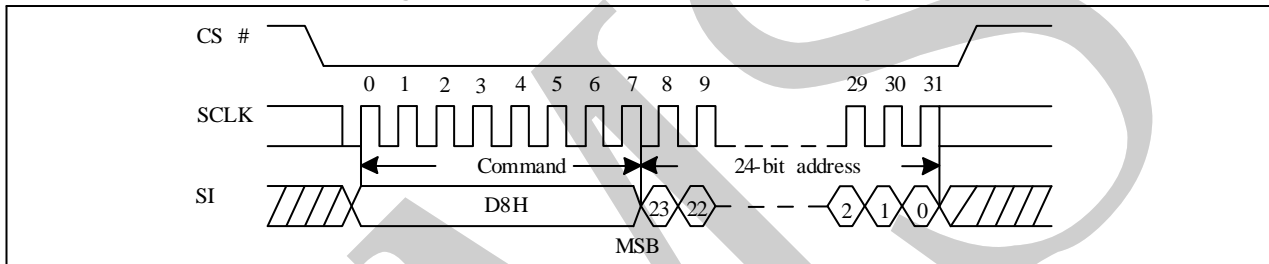 CS #
0 1 2 3 4 5 6 7 8 9 29 30 31
SCLK
Command 24-bit address
SI D8H 23 22 2 1 0
MSB